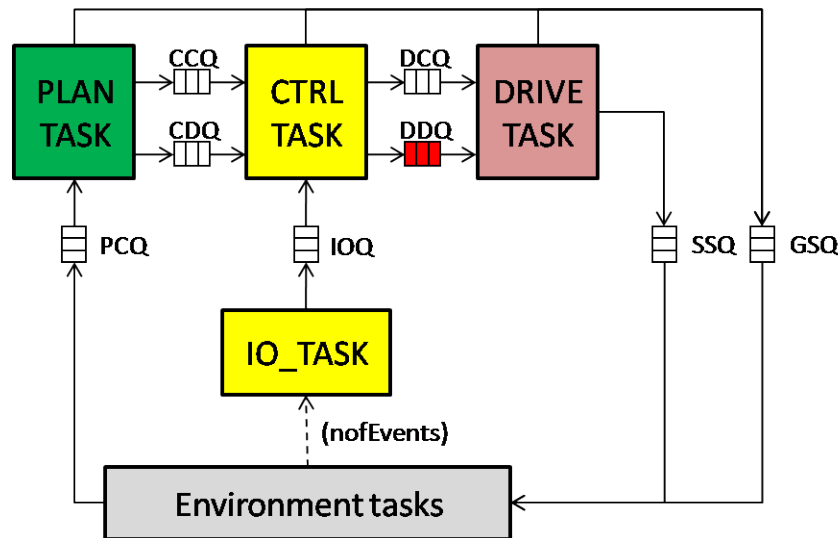 CCQ
DCQ
PLAN
TASK
CTRL
TASK
DRIVE
TASK
CDQ
DDQ
PCQ
IOQ
SSQ
GSQ
IO_TASK
(nofEvents)
Environment tasks